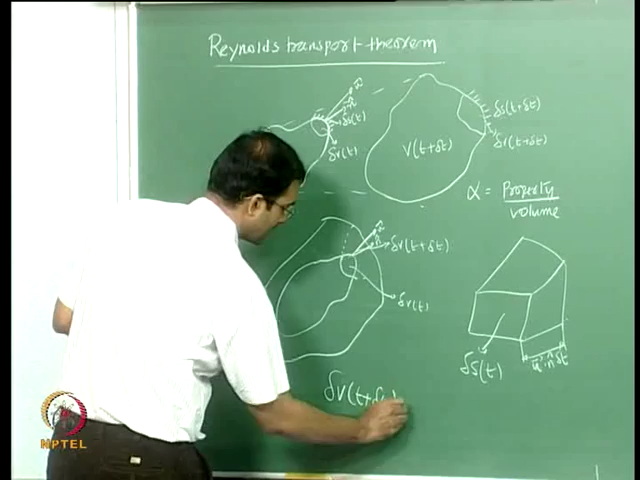 Reynolds transport theorem
n̂
δs(t)
δv(t)
V(t+δt)
δs(t+δt)
δv(t+δt)
α = Property
volume
n̂
δv(t+δt)
δv(t)
δs(t)
u⃗·n̂ δt
δV(t+δt)
NPTEL